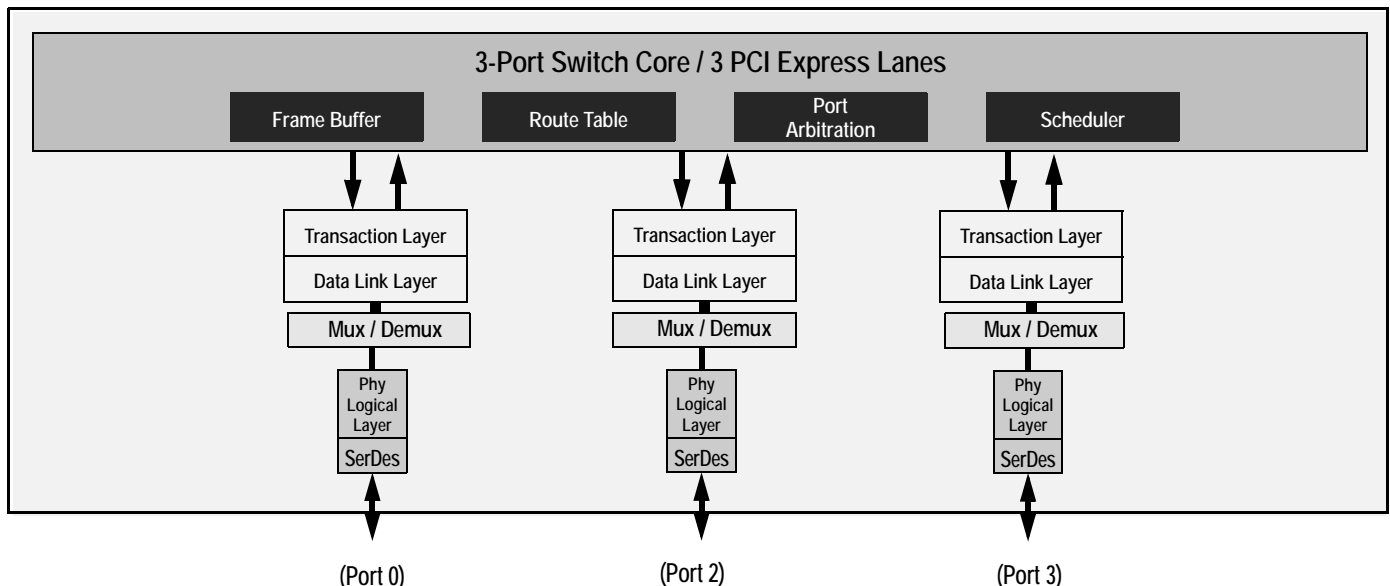 3-Port Switch Core / 3 PCI Express Lanes
Frame Buffer
Route Table
Port
Arbitration
Scheduler
Transaction Layer
Data Link Layer
Mux / Demux
Phy
Logical
Layer
SerDes
(Port 0)
Transaction Layer
Data Link Layer
Mux / Demux
Phy
Logical
Layer
SerDes
(Port 2)
Transaction Layer
Data Link Layer
Mux / Demux
Phy
Logical
Layer
SerDes
(Port 3)